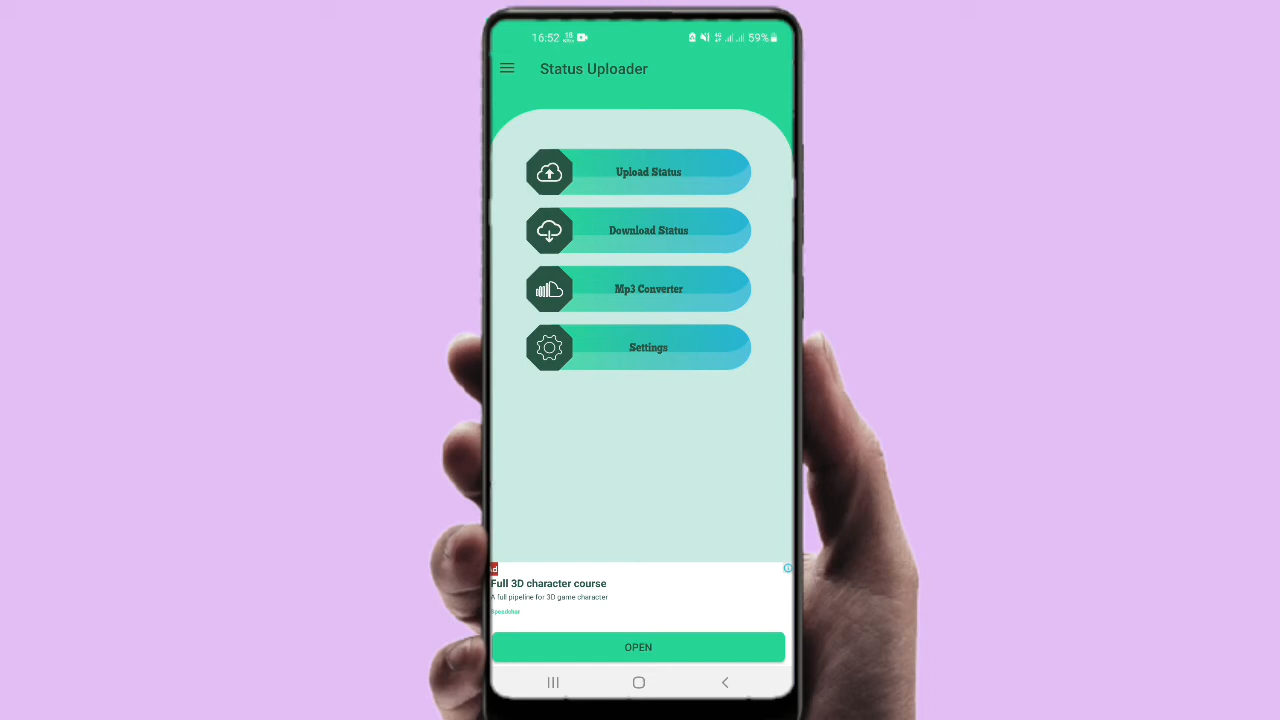 16:52 59%
Status Uploader
Upload Status
Download Status
Mp3 Converter
Settings
Full 3D character course
A full pipeline for 3D game character
Speedchar
OPEN